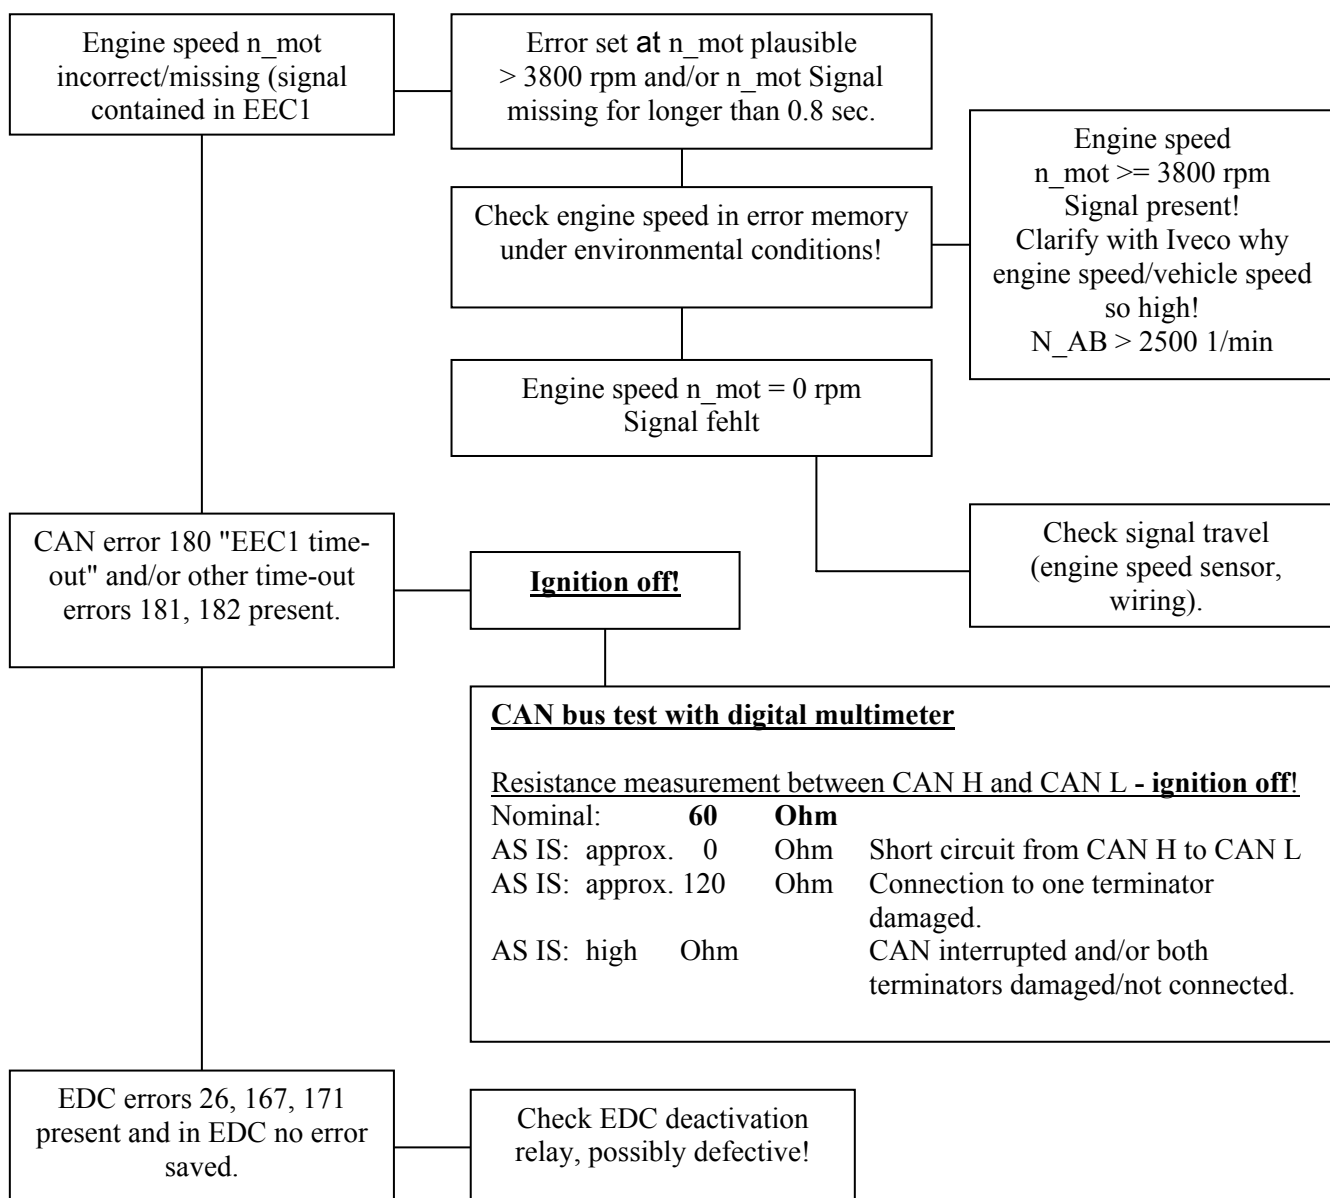 Engine speed n_mot
incorrect/missing (signal
contained in EEC1
Error set at n_mot plausible
> 3800 rpm and/or n_mot Signal
missing for longer than 0.8 sec.
Engine speed
n_mot >= 3800 rpm
Signal present!
Clarify with Iveco why
engine speed/vehicle speed
so high!
N_AB > 2500 1/min
Check engine speed in error memory
under environmental conditions!
Engine speed n_mot = 0 rpm
Signal fehlt
Check signal travel
(engine speed sensor,
wiring).
CAN error 180 "EEC1 time-
out" and/or other time-out
errors 181, 182 present.
Ignition off!
CAN bus test with digital multimeter
Resistance measurement between CAN H and CAN L - ignition off!
Nominal: 60 Ohm
AS IS: approx. 0 Ohm Short circuit from CAN H to CAN L
AS IS: approx. 120 Ohm Connection to one terminator
damaged.
AS IS: high Ohm CAN interrupted and/or both
terminators damaged/not connected.
EDC errors 26, 167, 171
present and in EDC no error
saved.
Check EDC deactivation
relay, possibly defective!